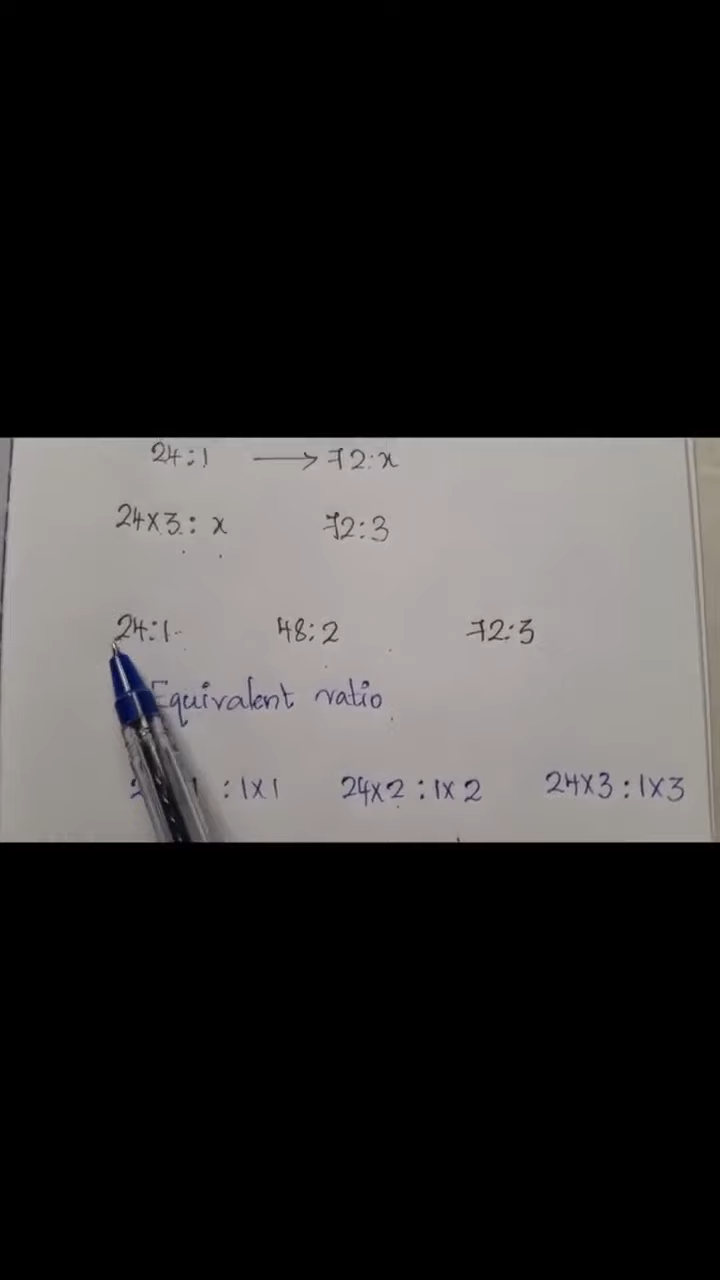 24:1 → 72:x
24x3: x 72:3
24:1 48:2 72:3
Equivalent ratio
: 1x1 24x2 : 1x2 24x3 : 1x3